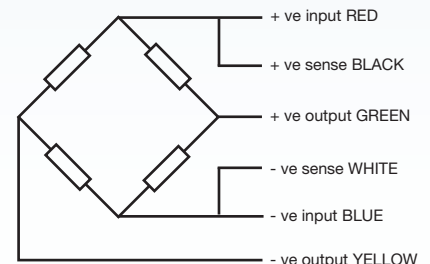 + ve input RED
+ ve sense BLACK
+ ve output GREEN
- ve sense WHITE
- ve input BLUE
- ve output YELLOW